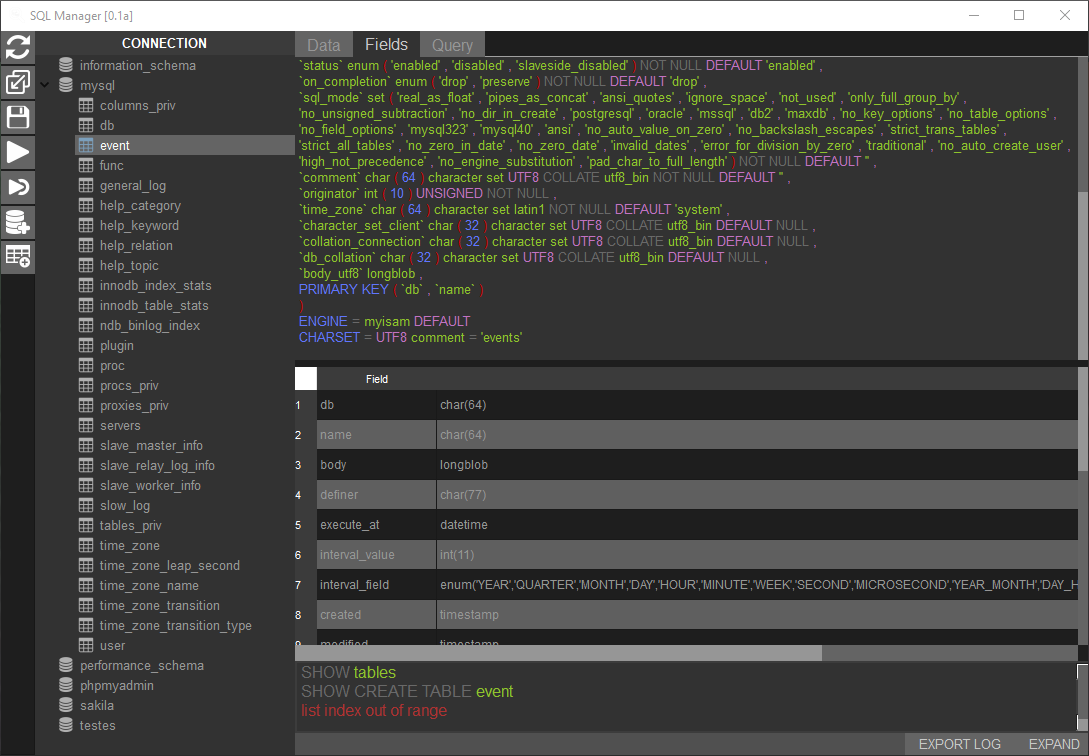 SQL Manager [0.1a]
CONNECTION
information_schema
mysql
columns_priv
db
event
func
general_log
help_category
help_keyword
help_relation
help_topic
innodb_index_stats
innodb_table_stats
ndb_binlog_index
plugin
proc
procs_priv
proxies_priv
servers
slave_master_info
slave_relay_log_info
slave_worker_info
slow_log
tables_priv
time_zone
time_zone_leap_second
time_zone_name
time_zone_transition
time_zone_transition_type
user
performance_schema
phpmyadmin
sakila
testes
Data Fields Query
`status` enum ( 'enabled' , 'disabled' , 'slaveside_disabled' ) NOT NULL DEFAULT 'enabled' ,
`on_completion` enum ( 'drop' , 'preserve' ) NOT NULL DEFAULT 'drop' ,
`sql_mode` set ( 'real_as_float' , 'pipes_as_concat' , 'ansi_quotes' , 'ignore_space' , 'not_used' , 'only_full_group_by' ,
'no_unsigned_subtraction' , 'no_dir_in_create' , 'postgresql' , 'oracle' , 'mssql' , 'db2' , 'maxdb' , 'no_key_options' , 'no_table_options' ,
'no_field_options' , 'mysql323' , 'mysql40' , 'ansi' , 'no_auto_value_on_zero' , 'no_backslash_escapes' , 'strict_trans_tables' ,
'strict_all_tables' , 'no_zero_in_date' , 'no_zero_date' , 'invalid_dates' , 'error_for_division_by_zero' , 'traditional' , 'no_auto_create_user' ,
'high_not_precedence' , 'no_engine_substitution' , 'pad_char_to_full_length' ) NOT NULL DEFAULT '' ,
`comment` char ( 64 ) character set UTF8 COLLATE utf8_bin NOT NULL DEFAULT '' ,
`originator` int ( 10 ) UNSIGNED NOT NULL ,
`time_zone` char ( 64 ) character set latin1 NOT NULL DEFAULT 'system' ,
`character_set_client` char ( 32 ) character set UTF8 COLLATE utf8_bin DEFAULT NULL ,
`collation_connection` char ( 32 ) character set UTF8 COLLATE utf8_bin DEFAULT NULL ,
`db_collation` char ( 32 ) character set UTF8 COLLATE utf8_bin DEFAULT NULL ,
`body_utf8` longblob ,
PRIMARY KEY ( `db` , `name` )
)
ENGINE = myisam DEFAULT
CHARSET = UTF8 comment = 'events'
Field
1 db char(64)
2 name char(64)
3 body longblob
4 definer char(77)
5 execute_at datetime
6 interval_value int(11)
7 interval_field enum('YEAR','QUARTER','MONTH','DAY','HOUR','MINUTE','WEEK','SECOND','MICROSECOND','YEAR_MONTH','DAY_H
8 created timestamp
9 modified timestamp
SHOW tables
SHOW CREATE TABLE event
list index out of range
EXPORT LOG EXPAND